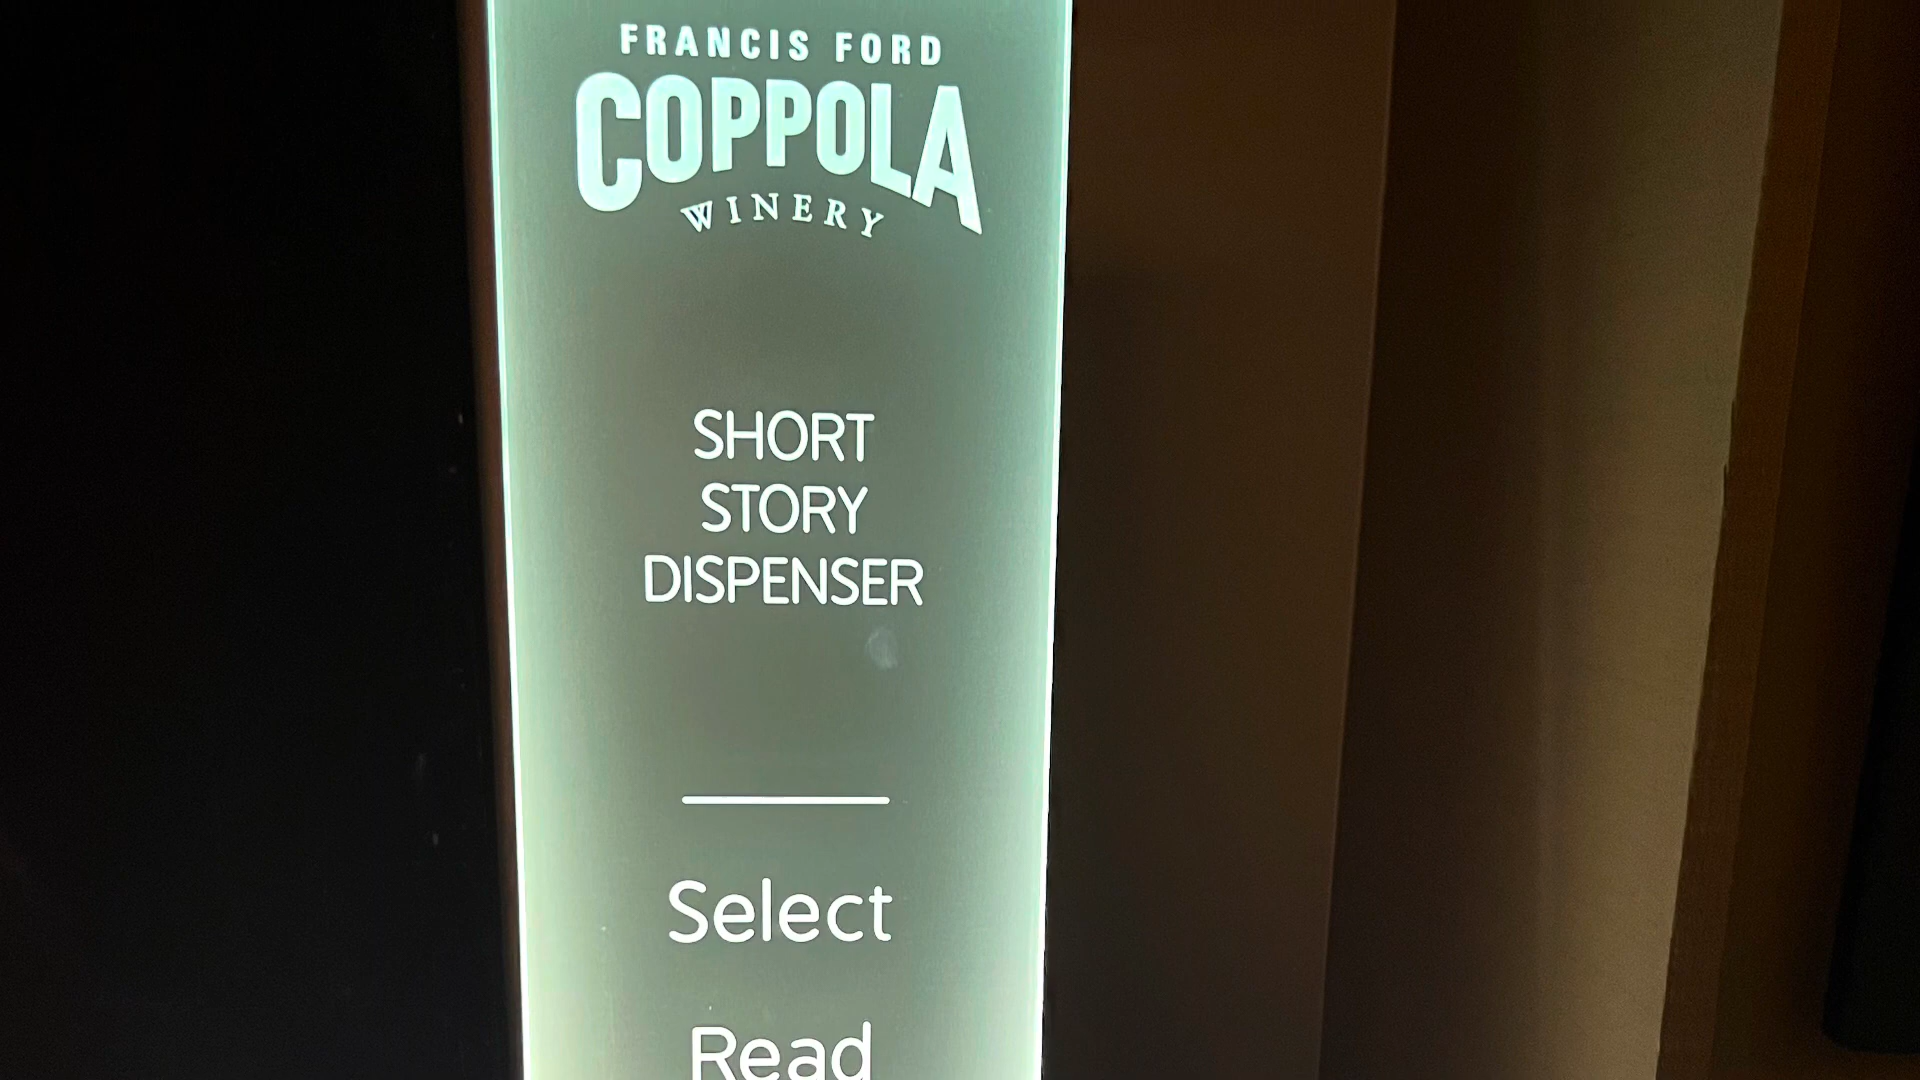 FRANCIS FORD
COPPOLA
WINERY
SHORT
STORY
DISPENSER
Select
Read